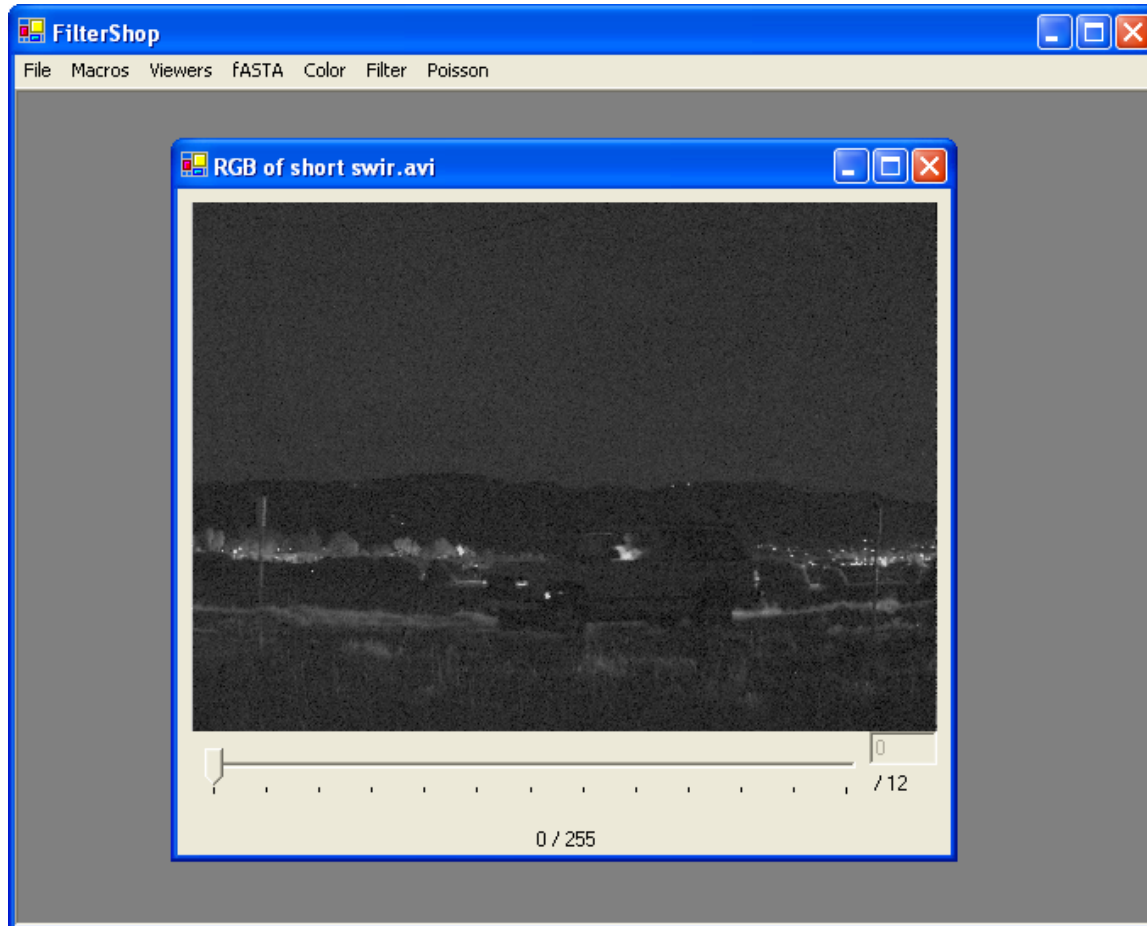 FilterShop
File Macros Viewers fASTA Color Filter Poisson
RGB of short swir.avi
0
/ 12
0 / 255